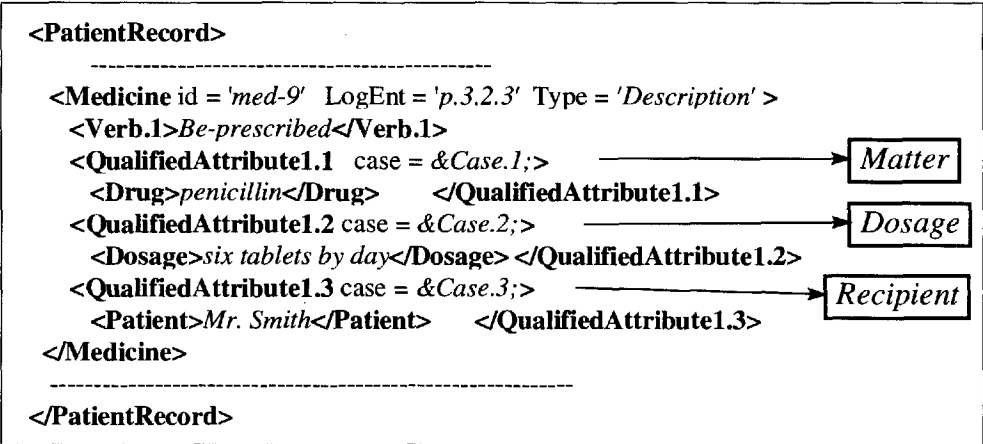 <PatientRecord>
----------------------------------------------
<Medicine id = 'med-9' LogEnt = 'p.3.2.3' Type = 'Description' >
<Verb.1>Be-prescribed</Verb.1>
<QualifiedAttribute1.1 case = &Case.1;> Matter
<Drug>penicillin</Drug> </QualifiedAttribute1.1>
<QualifiedAttribute1.2 case = &Case.2;> Dosage
<Dosage>six tablets by day</Dosage> </QualifiedAttribute1.2>
<QualifiedAttribute1.3 case = &Case.3;> Recipient
<Patient>Mr. Smith</Patient> </QualifiedAttribute1.3>
</Medicine>
------------------------------------------------------------
</PatientRecord>